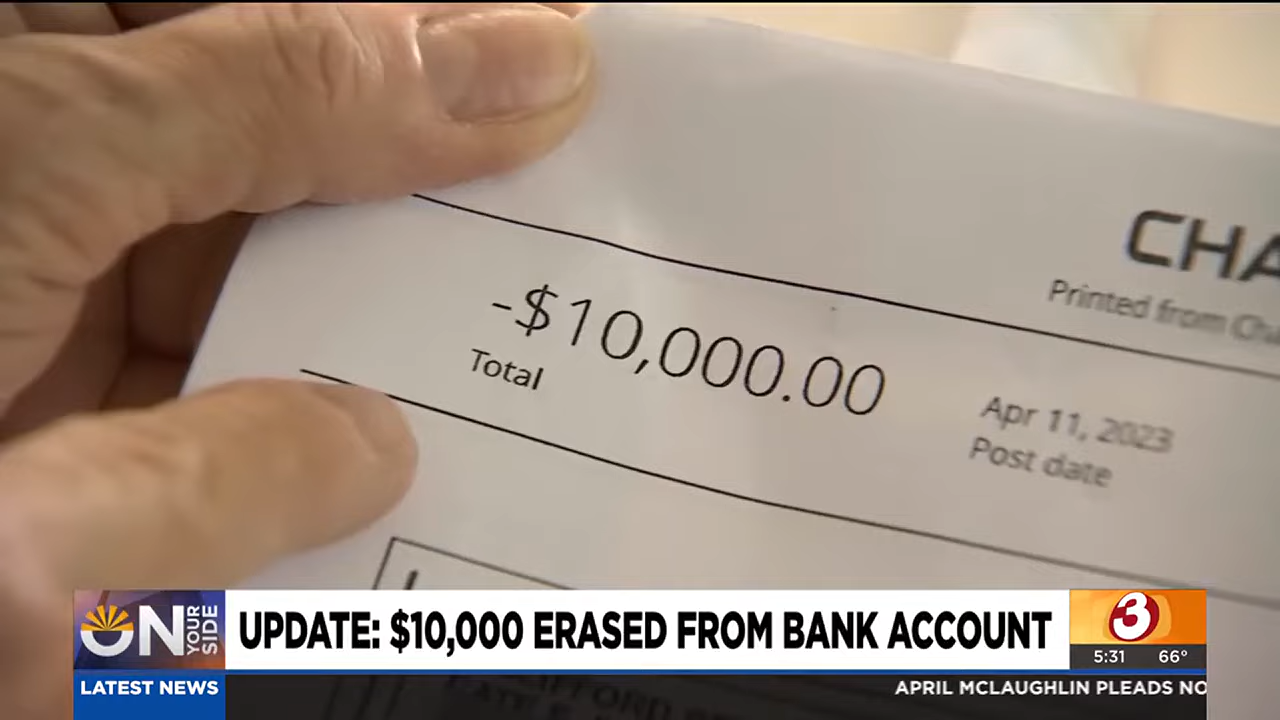 CHA
Printed from Cha
-$10,000.00
Total
Apr 11, 2023
Post date
ON YOUR SIDE
UPDATE: $10,000 ERASED FROM BANK ACCOUNT
3
5:31 66°
LATEST NEWS
APRIL MCLAUGHLIN PLEADS NO